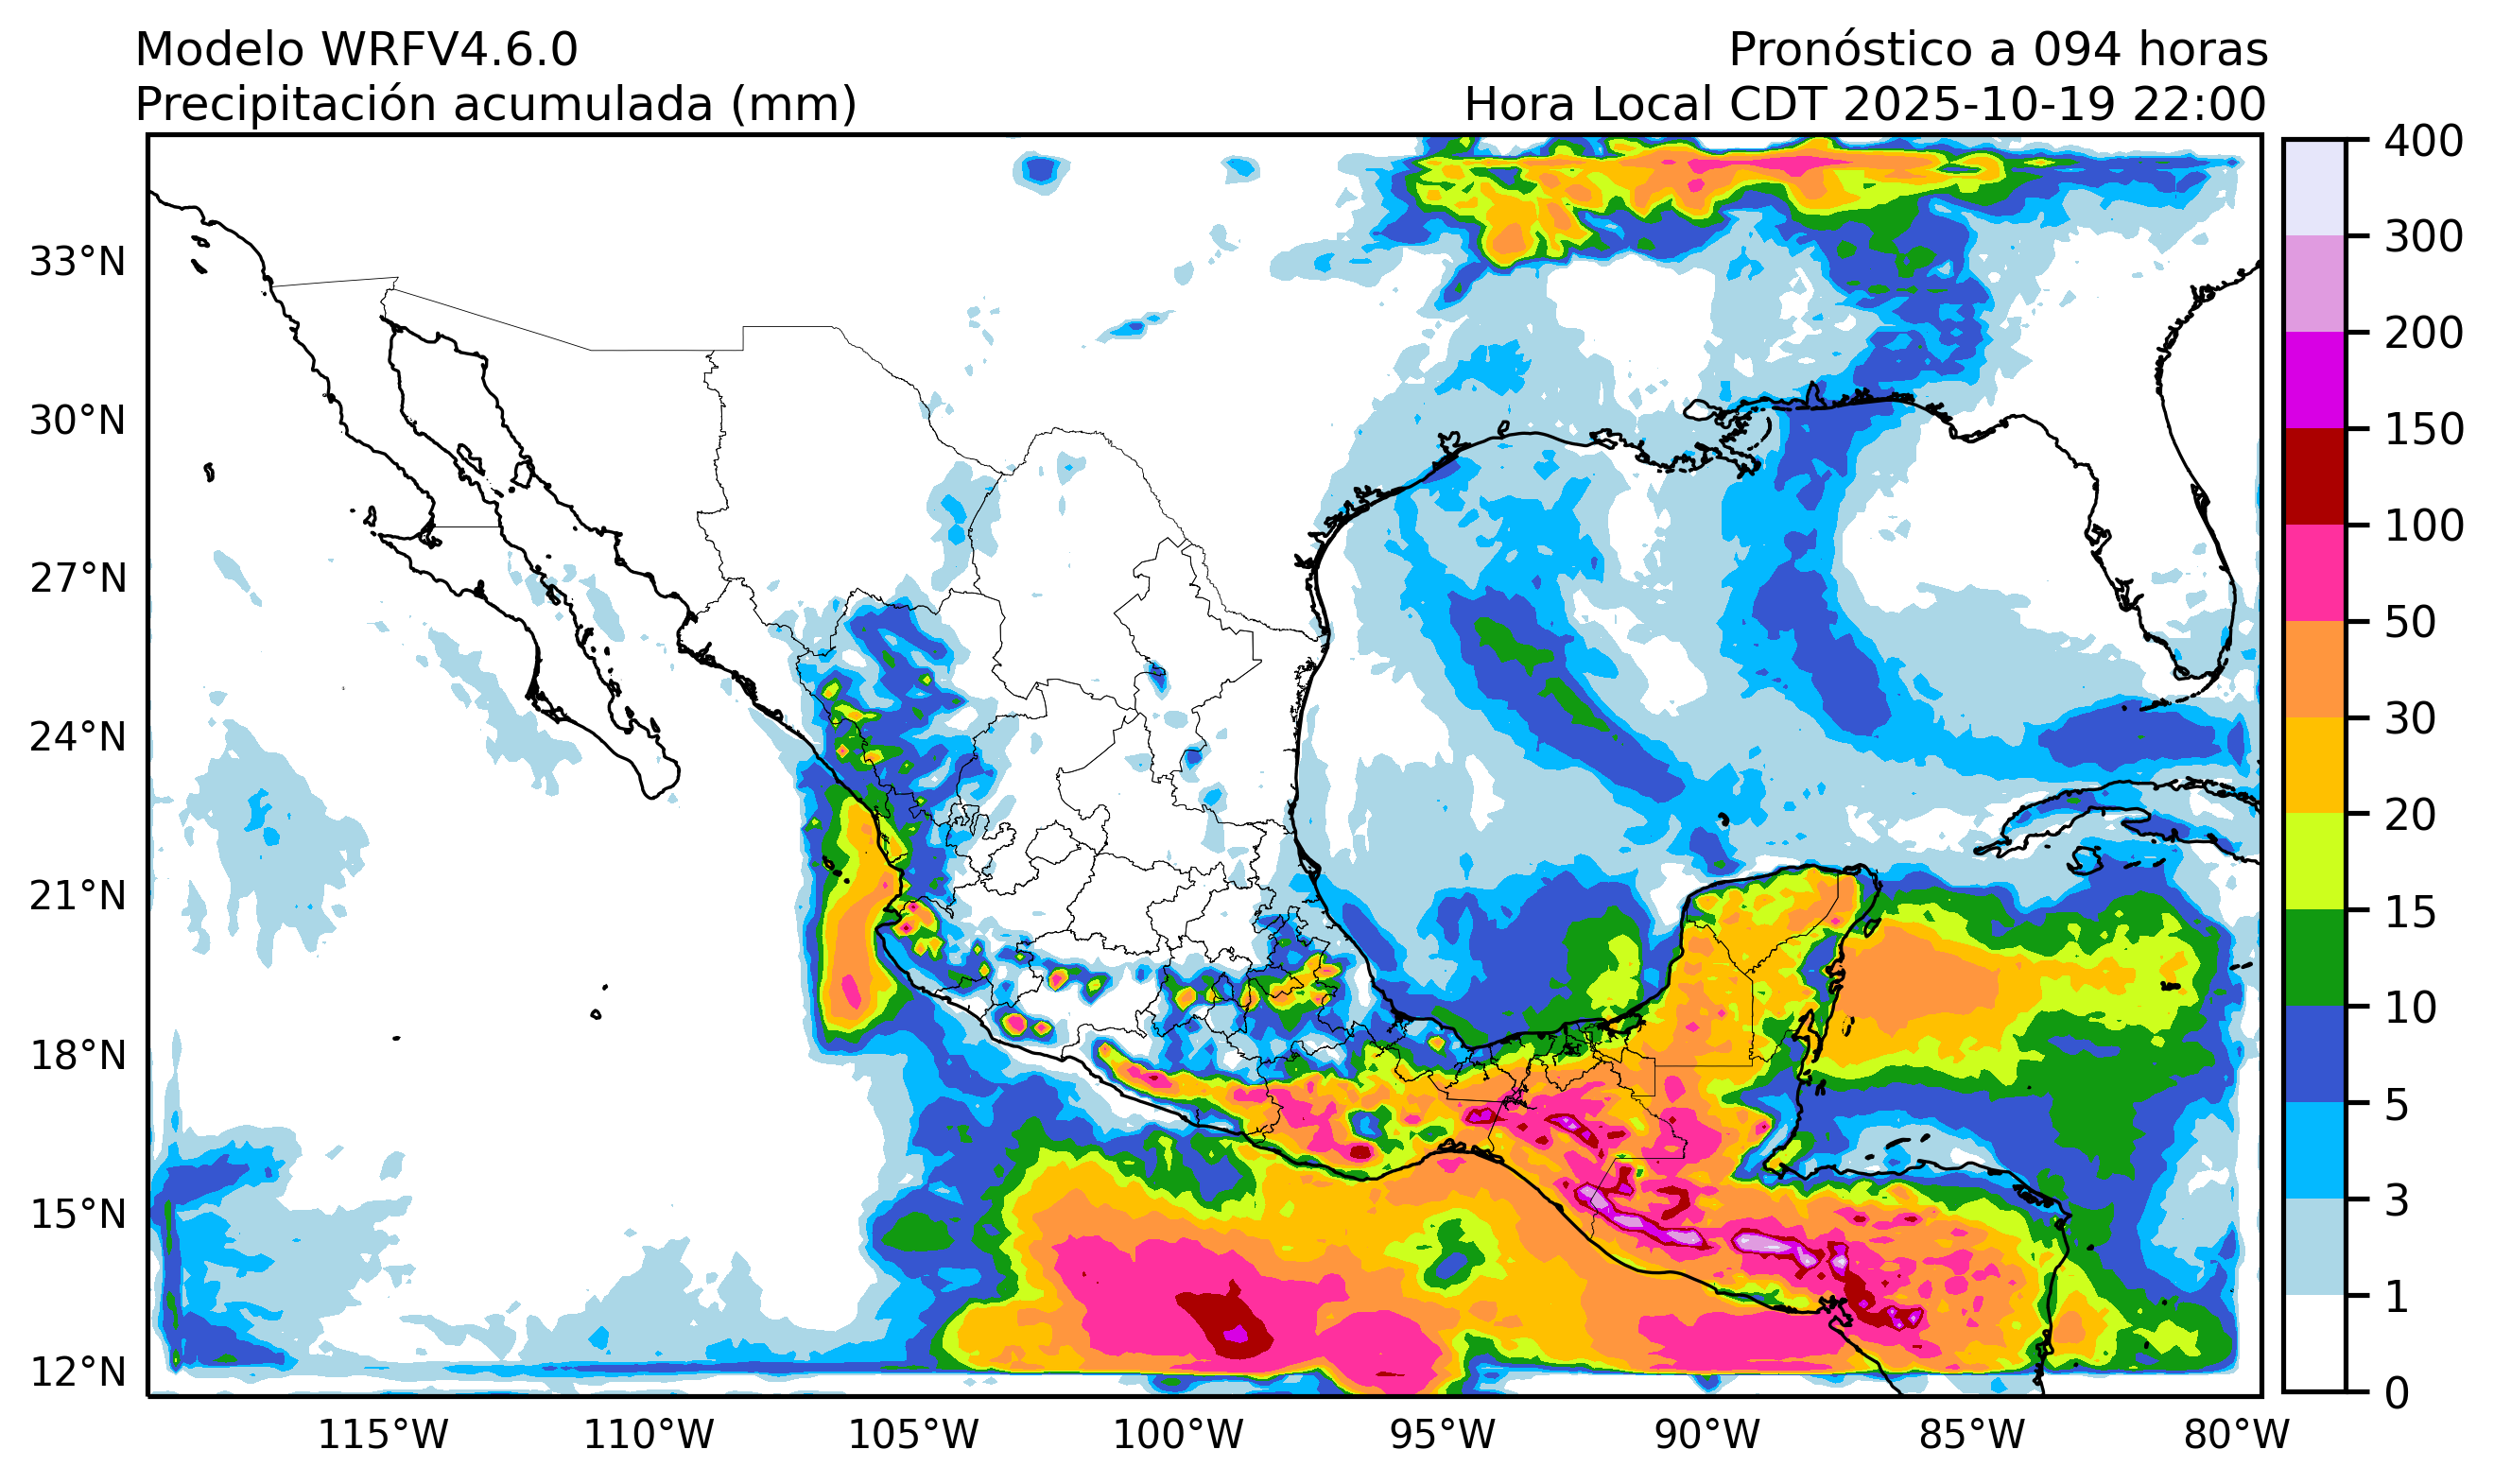 Modelo WRFV4.6.0
Pronóstico a 094 horas
Precipitación acumulada (mm)
Hora Local CDT 2025-10-19 22:00
33°N
30°N
27°N
24°N
21°N
18°N
15°N
12°N
115°W
110°W
105°W
100°W
95°W
90°W
85°W
80°W
400
300
200
150
100
50
30
20
15
10
5
3
1
0